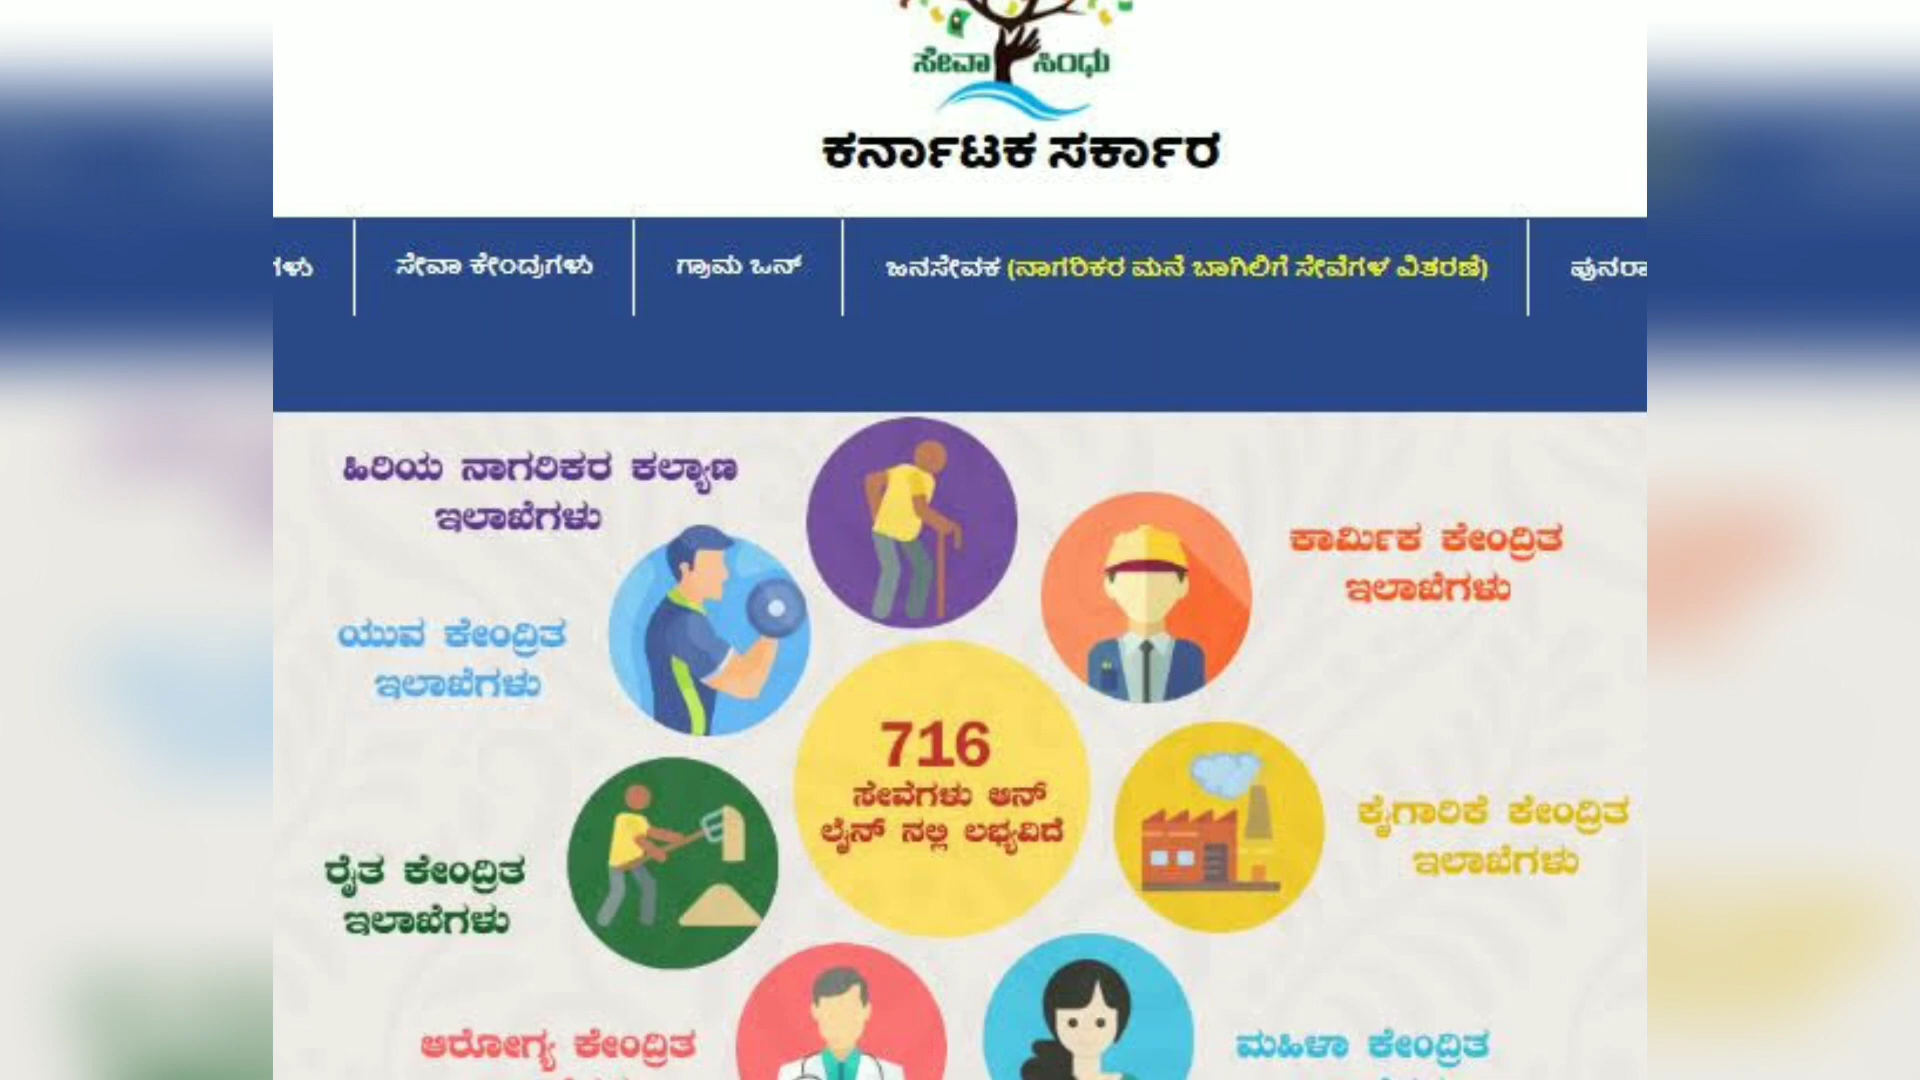 ಸೇವಾ ಸಿಂಧು
ಕರ್ನಾಟಕ ಸರ್ಕಾರ
ಗಳು
ಸೇವಾ ಕೇಂದ್ರಗಳು
ಗ್ರಾಮ ಒನ್
ಜನಸೇವಕ (ನಾಗರಿಕರ ಮನೆ ಬಾಗಿಲಿಗೆ ಸೇವೆಗಳ ವಿತರಣೆ)
ಹಿರಿಯ ನಾಗರಿಕರ ಕಲ್ಯಾಣ
ಇಲಾಖೆಗಳು
ಕಾರ್ಮಿಕ ಕೇಂದ್ರಿತ
ಇಲಾಖೆಗಳು
ಯುವ ಕೇಂದ್ರಿತ
ಇಲಾಖೆಗಳು
716
ಸೇವೆಗಳು ಆನ್
ಲೈನ್ ನಲ್ಲಿ ಲಭ್ಯವಿದೆ
ಕೈಗಾರಿಕೆ ಕೇಂದ್ರಿತ
ಇಲಾಖೆಗಳು
ರೈತ ಕೇಂದ್ರಿತ
ಇಲಾಖೆಗಳು
ಆರೋಗ್ಯ ಕೇಂದ್ರಿತ
ಮಹಿಳಾ ಕೇಂದ್ರಿತ